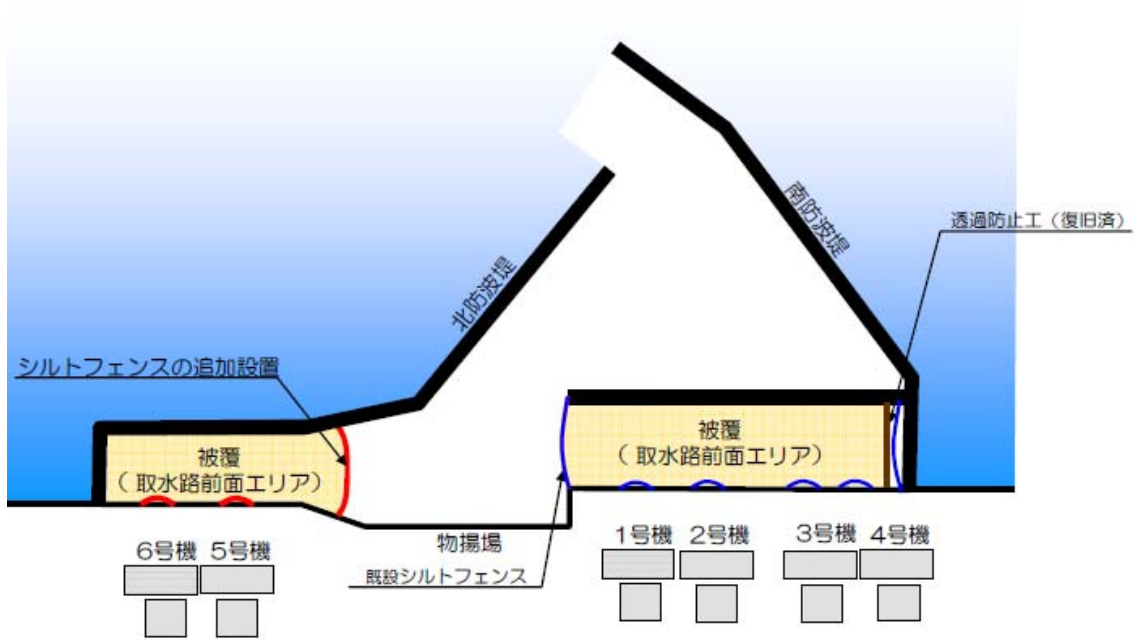 南防波堤
透過防止工（復旧済）
北防波堤
シルトフェンスの追加設置
被覆
（ 取水路前面エリア）
被覆
（ 取水路前面エリア）
物揚場
既設シルトフェンス
6号機 5号機
1号機 2号機 3号機 4号機